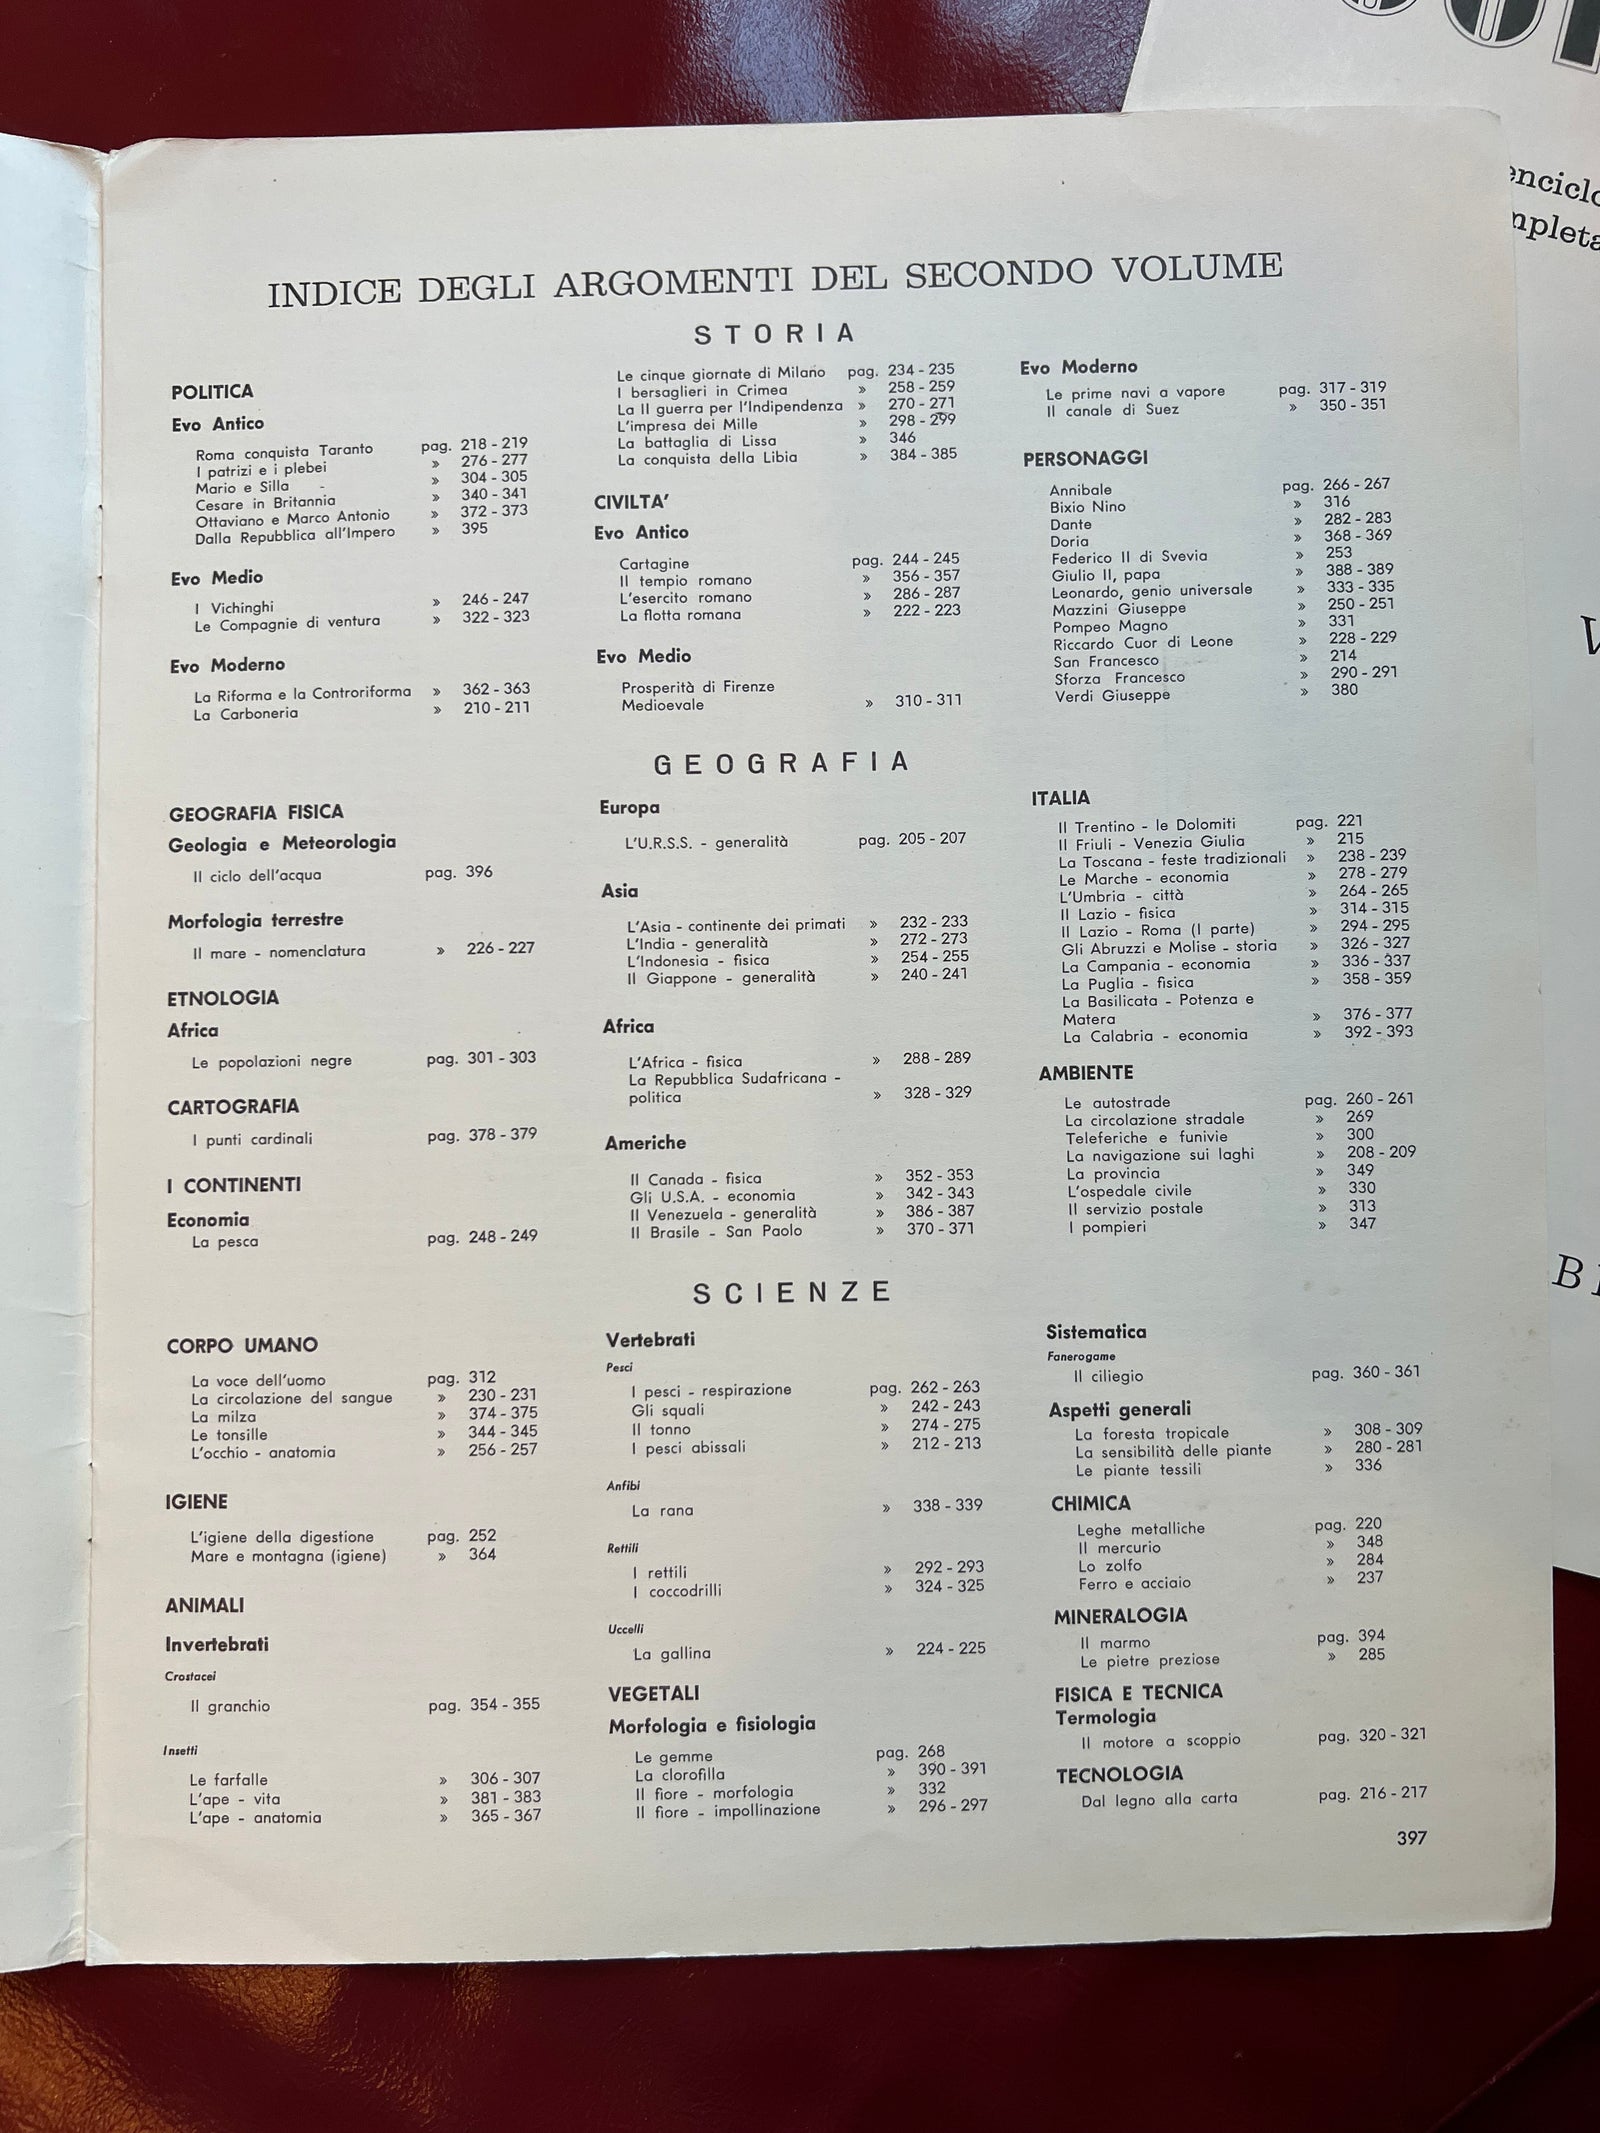 INDICE DEGLI ARGOMENTI DEL SECONDO VOLUME
STORIA
POLITICA
Evo Antico
Roma conquista Taranto pag. 218 - 219
I patrizi e i plebei » 276 - 277
Mario e Silla - » 304 - 305
Cesare in Britannia » 340 - 341
Ottaviano e Marco Antonio » 372 - 373
Dalla Repubblica all'Impero » 395
Evo Medio
I Vichinghi » 246 - 247
Le Compagnie di ventura » 322 - 323
Evo Moderno
La Riforma e la Controriforma » 362 - 363
La Carboneria » 210 - 211
Le cinque giornate di Milano pag. 234 - 235
I bersaglieri in Crimea » 258 - 259
La II guerra per l'Indipendenza » 270 - 271
L'impresa dei Mille » 298 - 299
La battaglia di Lissa » 346
La conquista della Libia » 384 - 385
CIVILTA'
Evo Antico
Cartagine pag. 244 - 245
Il tempio romano » 356 - 357
L'esercito romano » 286 - 287
La flotta romana » 222 - 223
Evo Medio
Prosperità di Firenze
Medioevale » 310 - 311
Evo Moderno
Le prime navi a vapore pag. 317 - 319
Il canale di Suez » 350 - 351
PERSONAGGI
Annibale pag. 266 - 267
Bixio Nino » 316
Dante » 282 - 283
Doria » 368 - 369
Federico II di Svevia » 253
Giulio II, papa » 388 - 389
Leonardo, genio universale » 333 - 335
Mazzini Giuseppe » 250 - 251
Pompeo Magno » 331
Riccardo Cuor di Leone » 228 - 229
San Francesco » 214
Sforza Francesco » 290 - 291
Verdi Giuseppe » 380
GEOGRAFIA
GEOGRAFIA FISICA
Geologia e Meteorologia
Il ciclo dell'acqua pag. 396
Morfologia terrestre
Il mare - nomenclatura » 226 - 227
ETNOLOGIA
Africa
Le popolazioni negre pag. 301 - 303
CARTOGRAFIA
I punti cardinali pag. 378 - 379
I CONTINENTI
Economia
La pesca pag. 248 - 249
Europa
L'U.R.S.S. - generalità pag. 205 - 207
Asia
L'Asia - continente dei primati » 232 - 233
L'India - generalità » 272 - 273
L'Indonesia - fisica » 254 - 255
Il Giappone - generalità » 240 - 241
Africa
L'Africa - fisica » 288 - 289
La Repubblica Sudafricana -
politica » 328 - 329
Americhe
Il Canada - fisica » 352 - 353
Gli U.S.A. - economia » 342 - 343
Il Venezuela - generalità » 386 - 387
Il Brasile - San Paolo » 370 - 371
ITALIA
Il Trentino - le Dolomiti pag. 221
Il Friuli - Venezia Giulia » 215
La Toscana - feste tradizionali » 238 - 239
Le Marche - economia » 278 - 279
L'Umbria - città » 264 - 265
Il Lazio - fisica » 314 - 315
Il Lazio - Roma (I parte) » 294 - 295
Gli Abruzzi e Molise - storia » 326 - 327
La Campania - economia » 336 - 337
La Puglia - fisica » 358 - 359
La Basilicata - Potenza e
Matera » 376 - 377
La Calabria - economia » 392 - 393
AMBIENTE
Le autostrade pag. 260 - 261
La circolazione stradale » 269
Teleferiche e funivie » 300
La navigazione sui laghi » 208 - 209
La provincia » 349
L'ospedale civile » 330
Il servizio postale » 313
I pompieri » 347
SCIENZE
CORPO UMANO
La voce dell'uomo pag. 312
La circolazione del sangue » 230 - 231
La milza » 374 - 375
Le tonsille » 344 - 345
L'occhio - anatomia » 256 - 257
IGIENE
L'igiene della digestione pag. 252
Mare e montagna (igiene) » 364
ANIMALI
Invertebrati
Crostacei
Il granchio pag. 354 - 355
Insetti
Le farfalle » 306 - 307
L'ape - vita » 381 - 383
L'ape - anatomia » 365 - 367
Vertebrati
Pesci
I pesci - respirazione pag. 262 - 263
Gli squali » 242 - 243
Il tonno » 274 - 275
I pesci abissali » 212 - 213
Anfibi
La rana » 338 - 339
Rettili
I rettili » 292 - 293
I coccodrilli » 324 - 325
Uccelli
La gallina » 224 - 225
VEGETALI
Morfologia e fisiologia
Le gemme pag. 268
La clorofilla » 390 - 391
Il fiore - morfologia » 332
Il fiore - impollinazione » 296 - 297
Sistematica
Fanerogame
Il ciliegio pag. 360 - 361
Aspetti generali
La foresta tropicale » 308 - 309
La sensibilità delle piante » 280 - 281
Le piante tessili » 336
CHIMICA
Leghe metalliche pag. 220
Il mercurio » 348
Lo zolfo » 284
Ferro e acciaio » 237
MINERALOGIA
Il marmo pag. 394
Le pietre preziose » 285
FISICA E TECNICA
Termologia
Il motore a scoppio pag. 320 - 321
TECNOLOGIA
Dal legno alla carta pag. 216 - 217
397